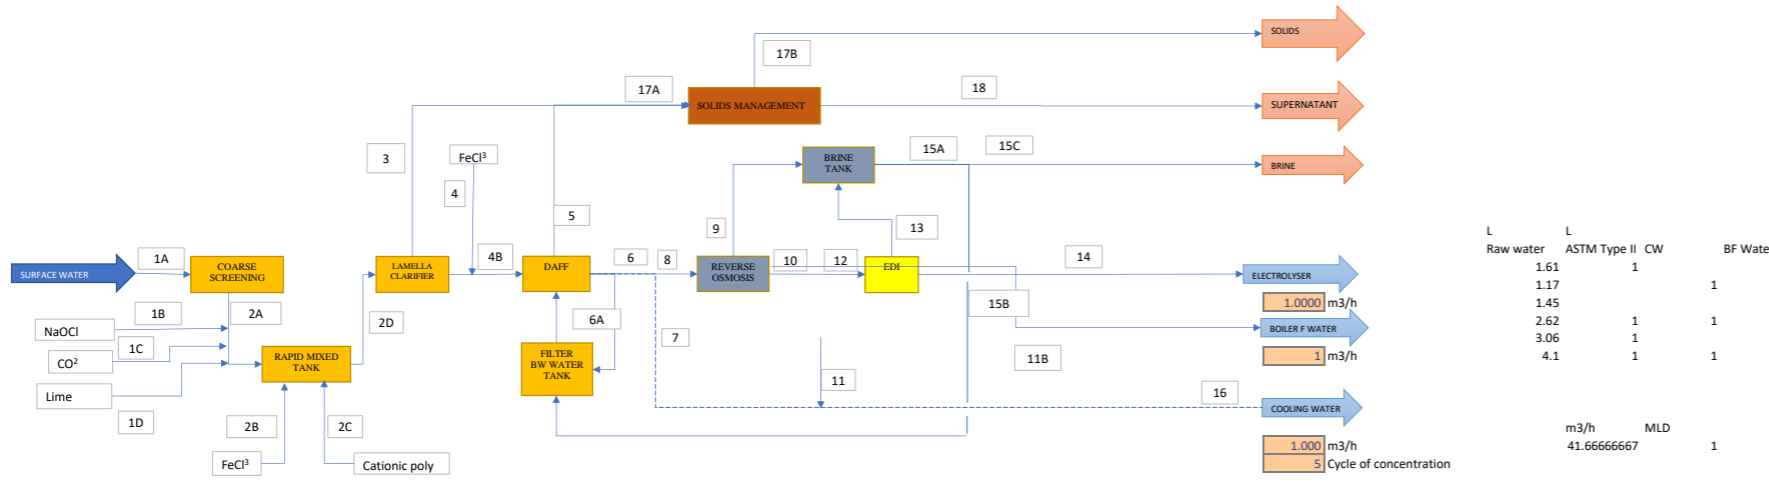 SOLIDS
17B
17A
18
SOLIDS MANAGEMENT
SUPERNATANT
3
FeCl³
BRINE
TANK
15A
15C
BRINE
4
5
9
13
L
L
Raw water
ASTM Type II
CW
BF Wate
1A
SURFACE WATER
COARSE
SCREENING
LAMELLA
CLARIFIER
4B
DAFF
6
8
REVERSE
OSMOSIS
10
12
EDI
14
ELECTROLYSER
1.61
1
1.0000 m3/h
1.17
1
1B
2A
NaOCl
2D
6A
7
15B
BOILER F WATER
1.45
2.62
1
1
1C
CO²
RAPID MIXED
TANK
FILTER
BW WATER
TANK
11B
1 m3/h
3.06
1
4.1
1
1
11
Lime
1D
16
COOLING WATER
2B
2C
m3/h
MLD
1.000 m3/h
41.66666667
1
FeCl³
Cationic poly
5 Cycle of concentration